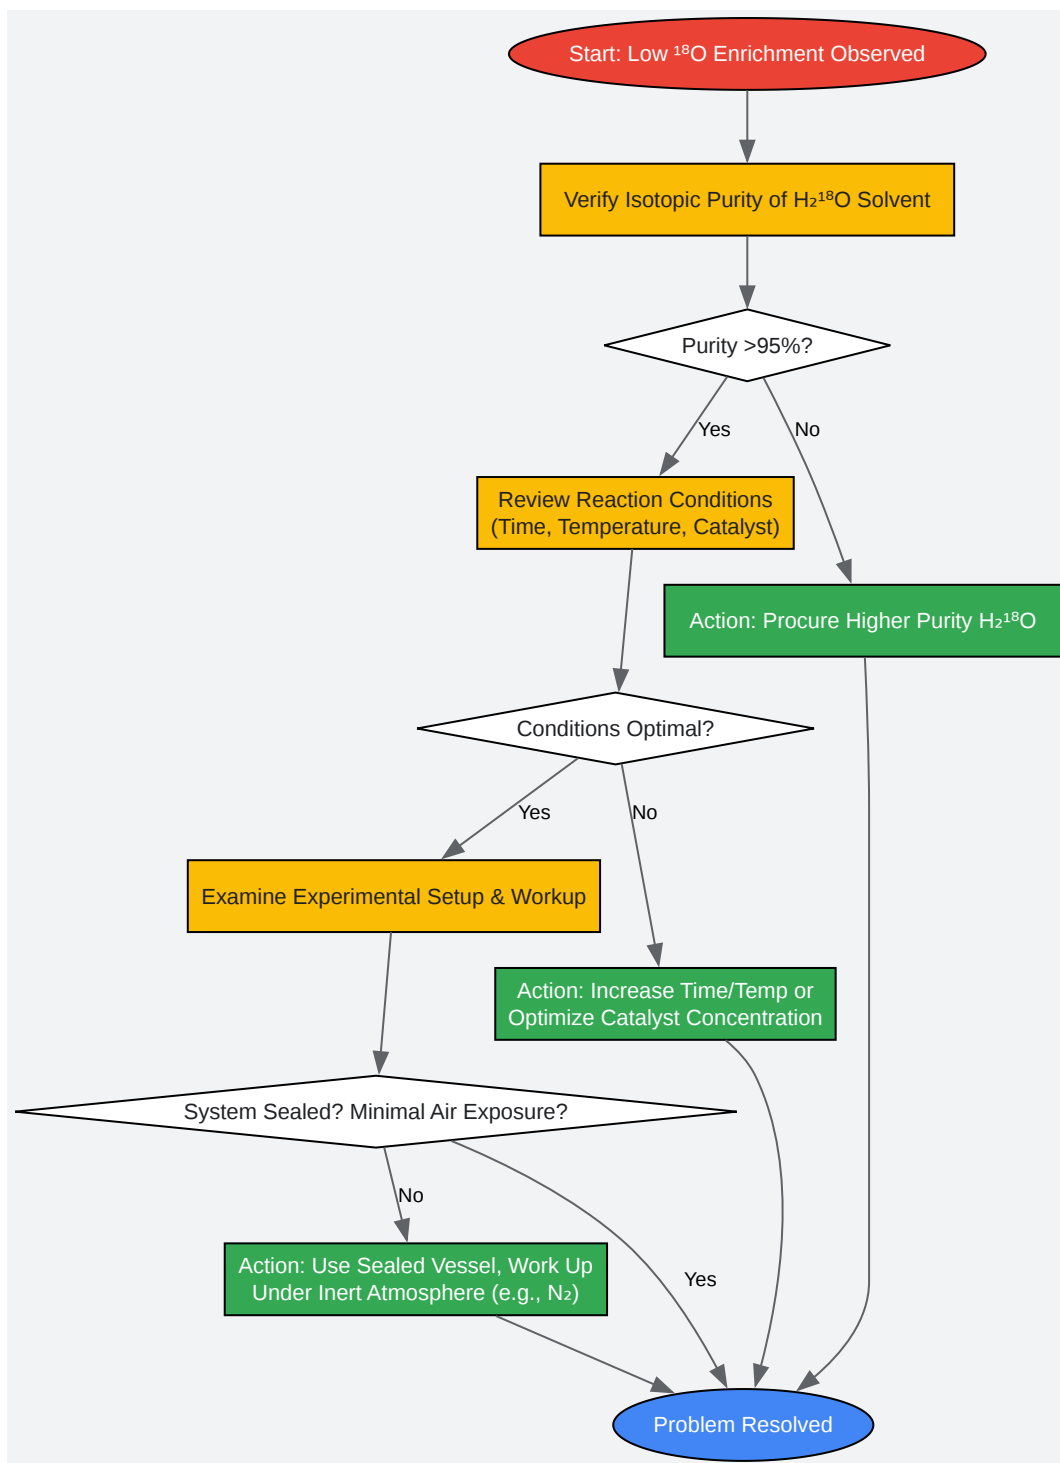 Start: Low ¹⁸O Enrichment Observed
Verify Isotopic Purity of H₂¹⁸O Solvent
Purity >95%?
Yes
No
Review Reaction Conditions
(Time, Temperature, Catalyst)
Action: Procure Higher Purity H₂¹⁸O
Conditions Optimal?
Yes
No
Examine Experimental Setup & Workup
Action: Increase Time/Temp or
Optimize Catalyst Concentration
System Sealed? Minimal Air Exposure?
No
Yes
Action: Use Sealed Vessel, Work Up
Under Inert Atmosphere (e.g., N₂)
Problem Resolved